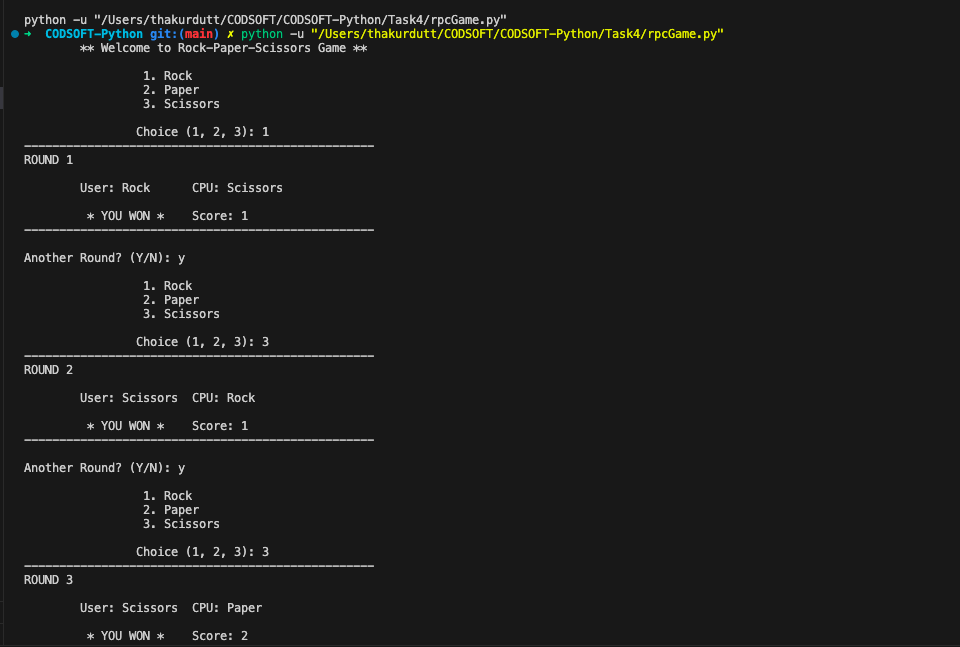 python -u "/Users/thakurdutt/CODSOFT/CODSOFT-Python/Task4/rpcGame.py"
➜ CODSOFT-Python git:(main) ✗ python -u "/Users/thakurdutt/CODSOFT/CODSOFT-Python/Task4/rpcGame.py"
** Welcome to Rock-Paper-Scissors Game **
1. Rock
2. Paper
3. Scissors
Choice (1, 2, 3): 1
--------------------------------------------------
ROUND 1
User: Rock CPU: Scissors
* YOU WON * Score: 1
--------------------------------------------------
Another Round? (Y/N): y
1. Rock
2. Paper
3. Scissors
Choice (1, 2, 3): 3
--------------------------------------------------
ROUND 2
User: Scissors CPU: Rock
* YOU WON * Score: 1
--------------------------------------------------
Another Round? (Y/N): y
1. Rock
2. Paper
3. Scissors
Choice (1, 2, 3): 3
--------------------------------------------------
ROUND 3
User: Scissors CPU: Paper
* YOU WON * Score: 2